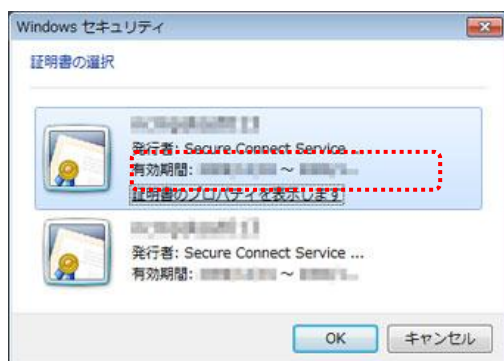 Windows セキュリティ
証明書の選択
発行者: Secure Connect Service ...
有効期間: ～
証明書のプロパティを表示します
発行者: Secure Connect Service ...
有効期間: ～
OK
キャンセル